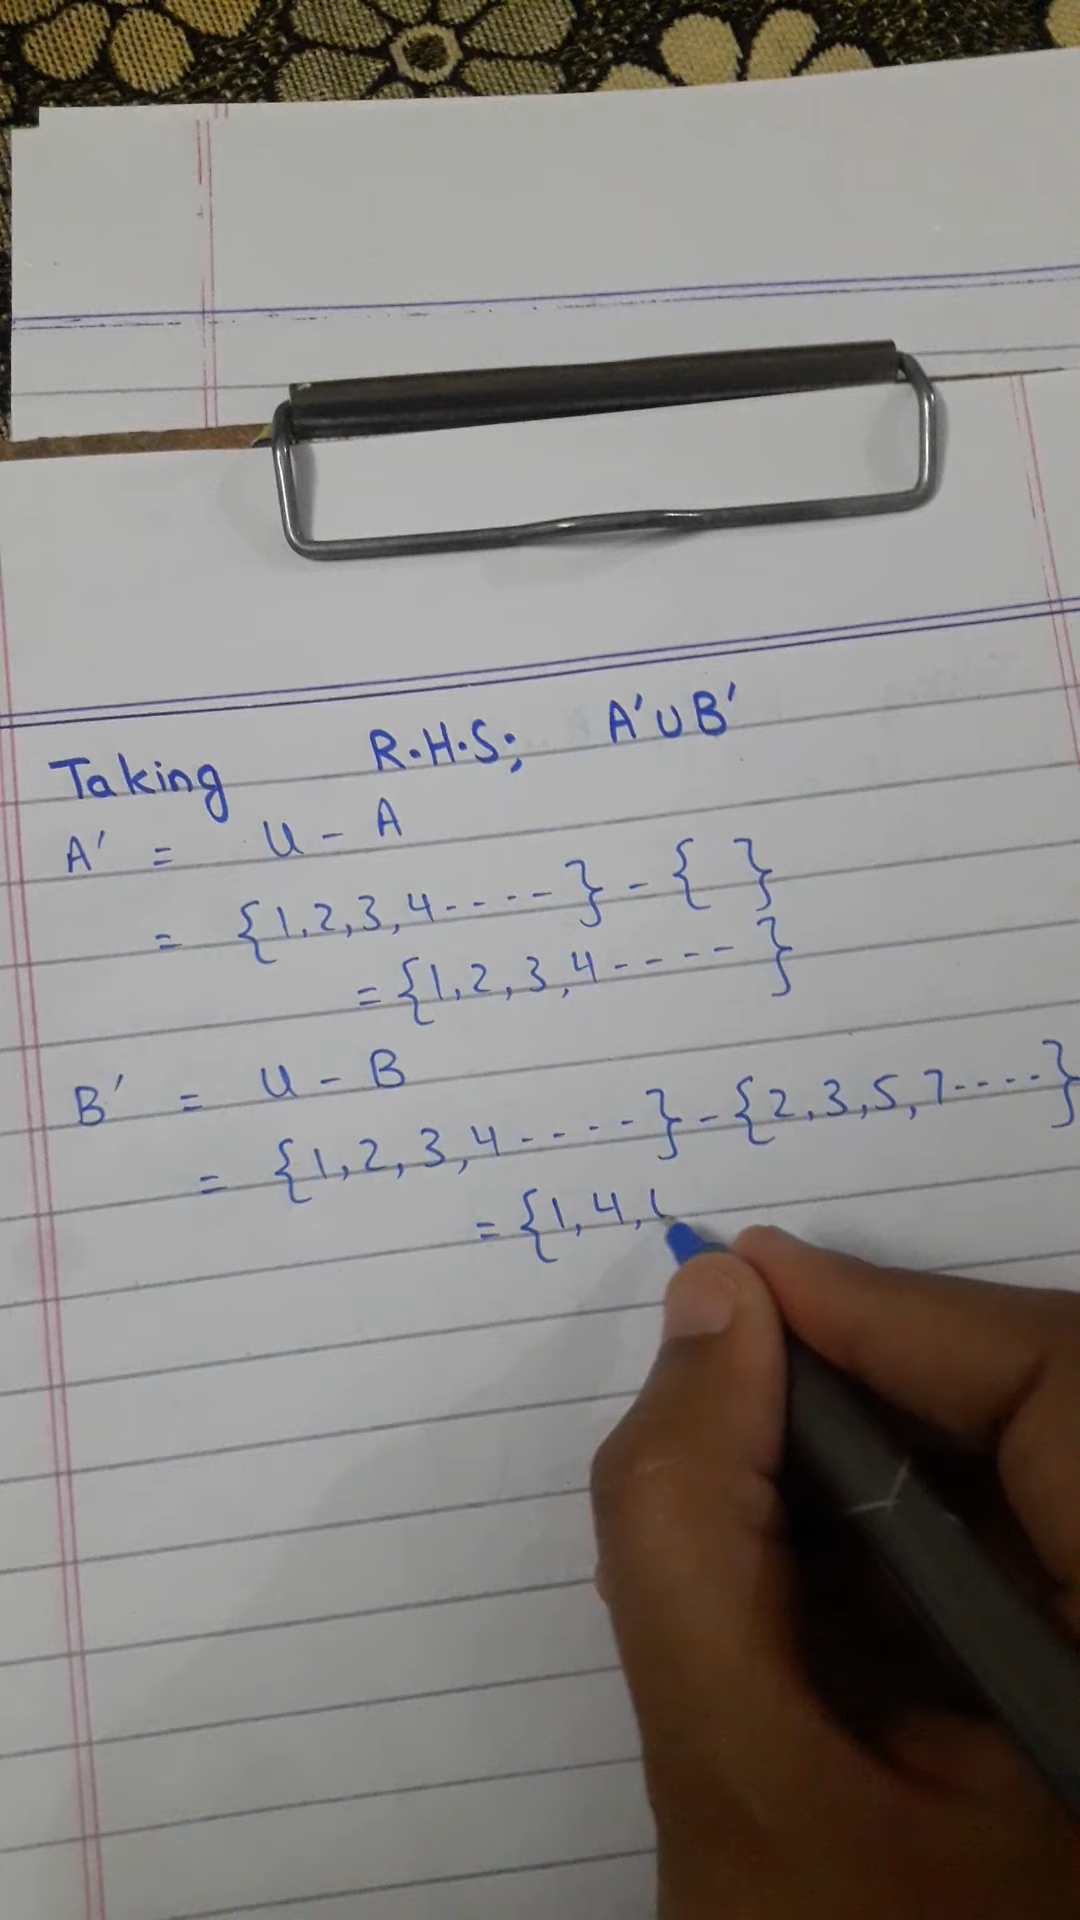 Taking R.H.S; A'∪B'
A' = U - A
= {1,2,3,4----} - { }
= {1,2,3,4----}
B' = U - B
= {1,2,3,4----} - {2,3,5,7----}
= {1,4,